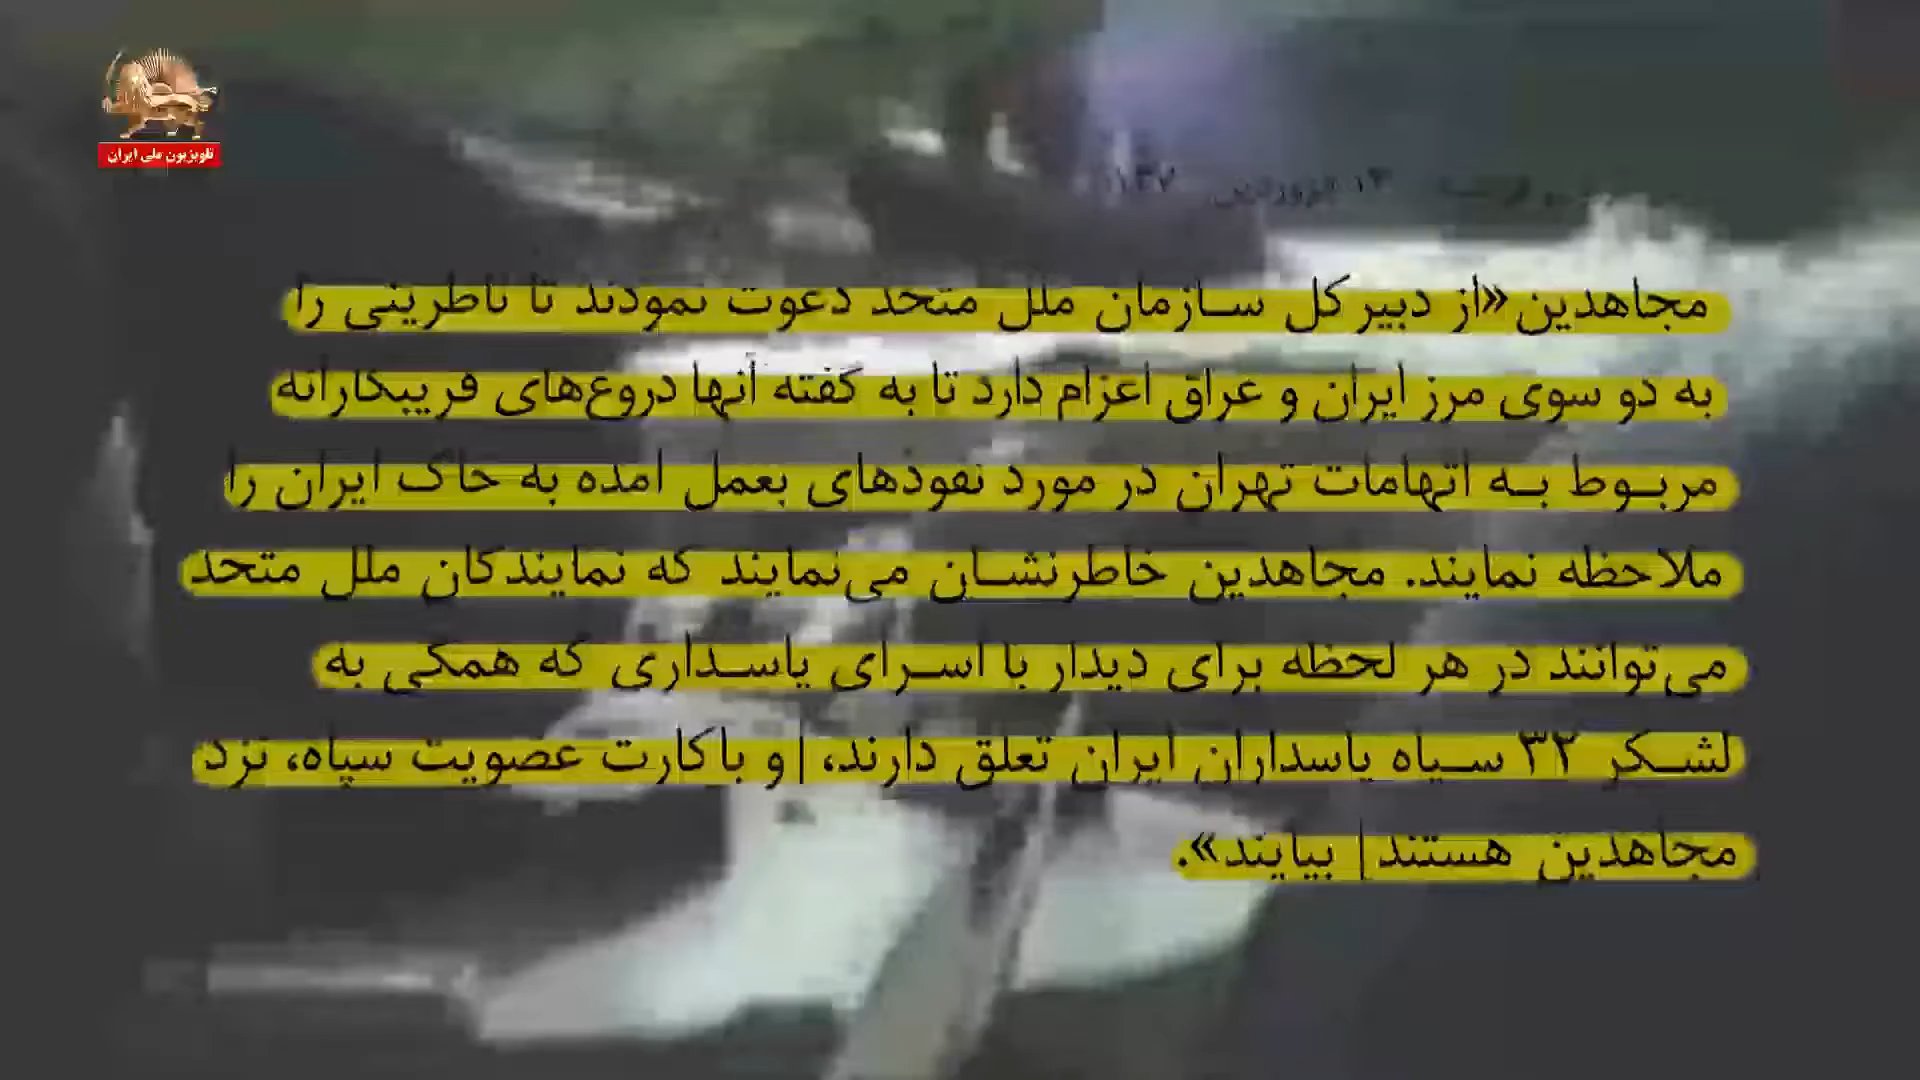 تلویزیون ملی ایران
۱۳ فروردین
مجاهدین «از دبیر کل سازمان ملل متحد دعوت نمودند تا ناظرینی را
به دو سوی مرز ایران و عراق اعزام دارد تا به گفته آنها دروغ‌های فریبکارانه
مربوط به اتهامات تهران در مورد نفوذهای بعمل آمده به خاک ایران را
ملاحظه نمایند. مجاهدین خاطرنشان می‌نمایند که نمایندگان ملل متحد
می‌توانند در هر لحظه برای دیدار با اسرای پاسداری که همگی به
لشکر ۳۲ سپاه پاسداران ایران تعلق دارند، | و با کارت عضویت سپاه، نزد
مجاهدین هستند| بیایند».